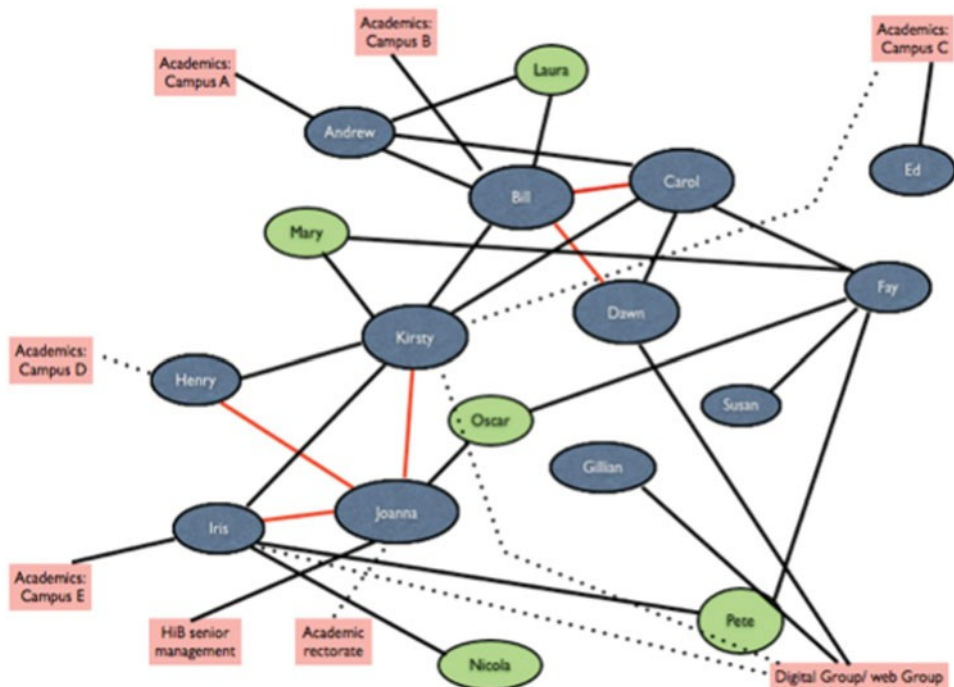 Academics:
Campus B
Academics:
Campus C
Academics:
Campus A
Laura
Andrew
Ed
Carol
Bill
Mary
Fay
Dawn
Kirsty
Academics:
Campus D
Henry
Susan
Oscar
Gillian
Joanna
Iris
Academics:
Campus E
Pete
HiB senior
management
Academic
rectorate
Nicola
Digital Group/ web Group